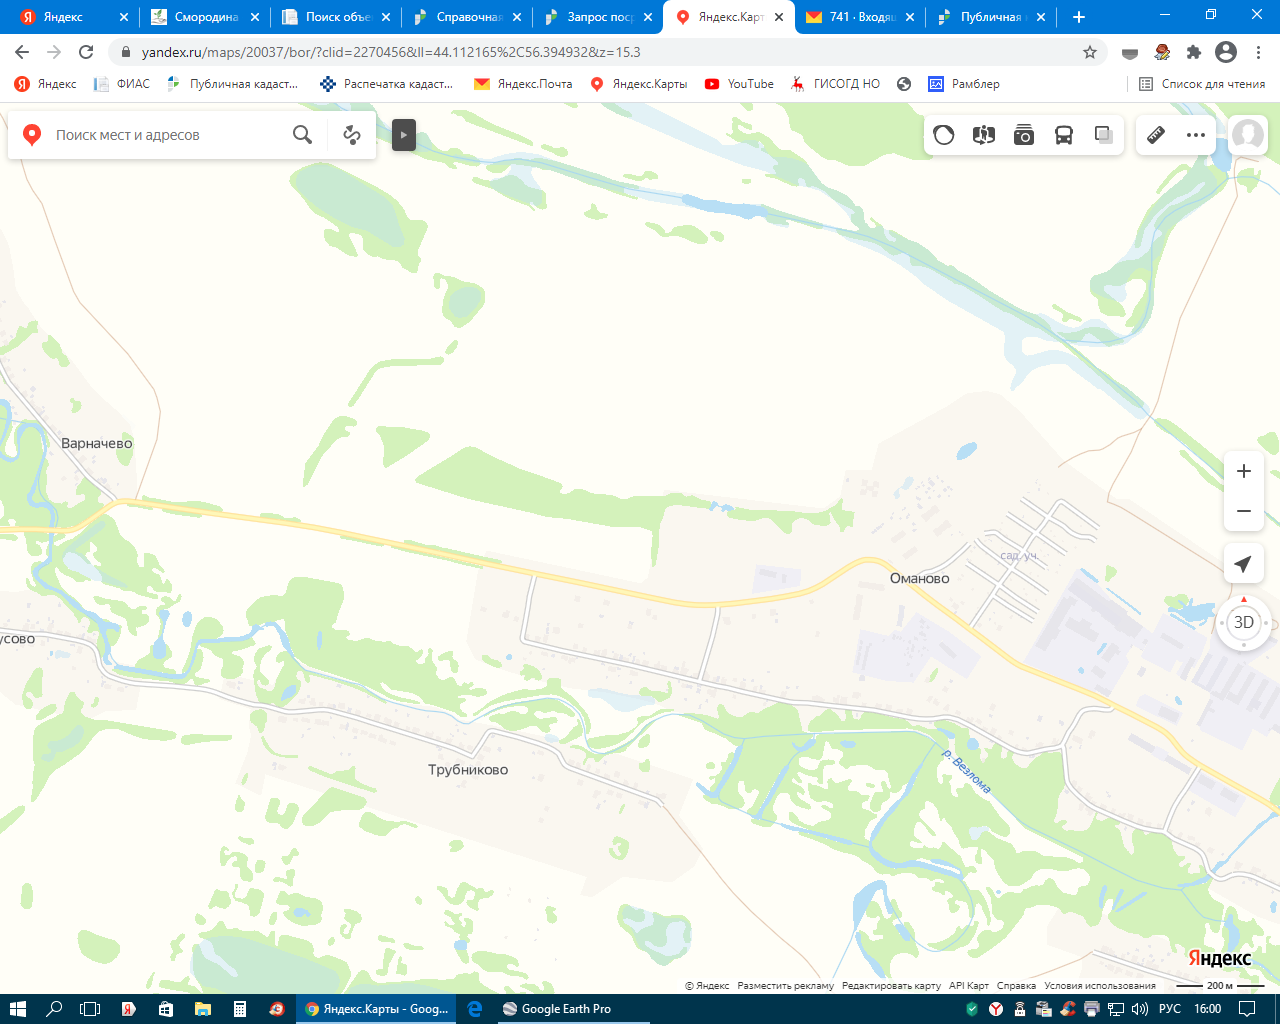 Яндекс
Смородина
Поиск объе
Справочная
Запрос поср
Яндекс.Карт
741 · Входящ
Публичная
yandex.ru/maps/20037/bor/?clid=2270456&ll=44.112165%2C56.394932&z=15.3
Яндекс
ФИАС
Публичная кадаст...
Распечатка кадаст...
Яндекс.Почта
Яндекс.Карты
YouTube
ГИСОГД НО
Рамблер
Список для чтения
Поиск мест и адресов
Варначево
сад. уч.
Оманово
3D
усово
Трубниково
р. Везлома
Яндекс
© Яндекс Разместить рекламу Редактировать карту API Карт Справка Условия использования 200 м
Яндекс.Карты - Goog...
Google Earth Pro
РУС
16:00